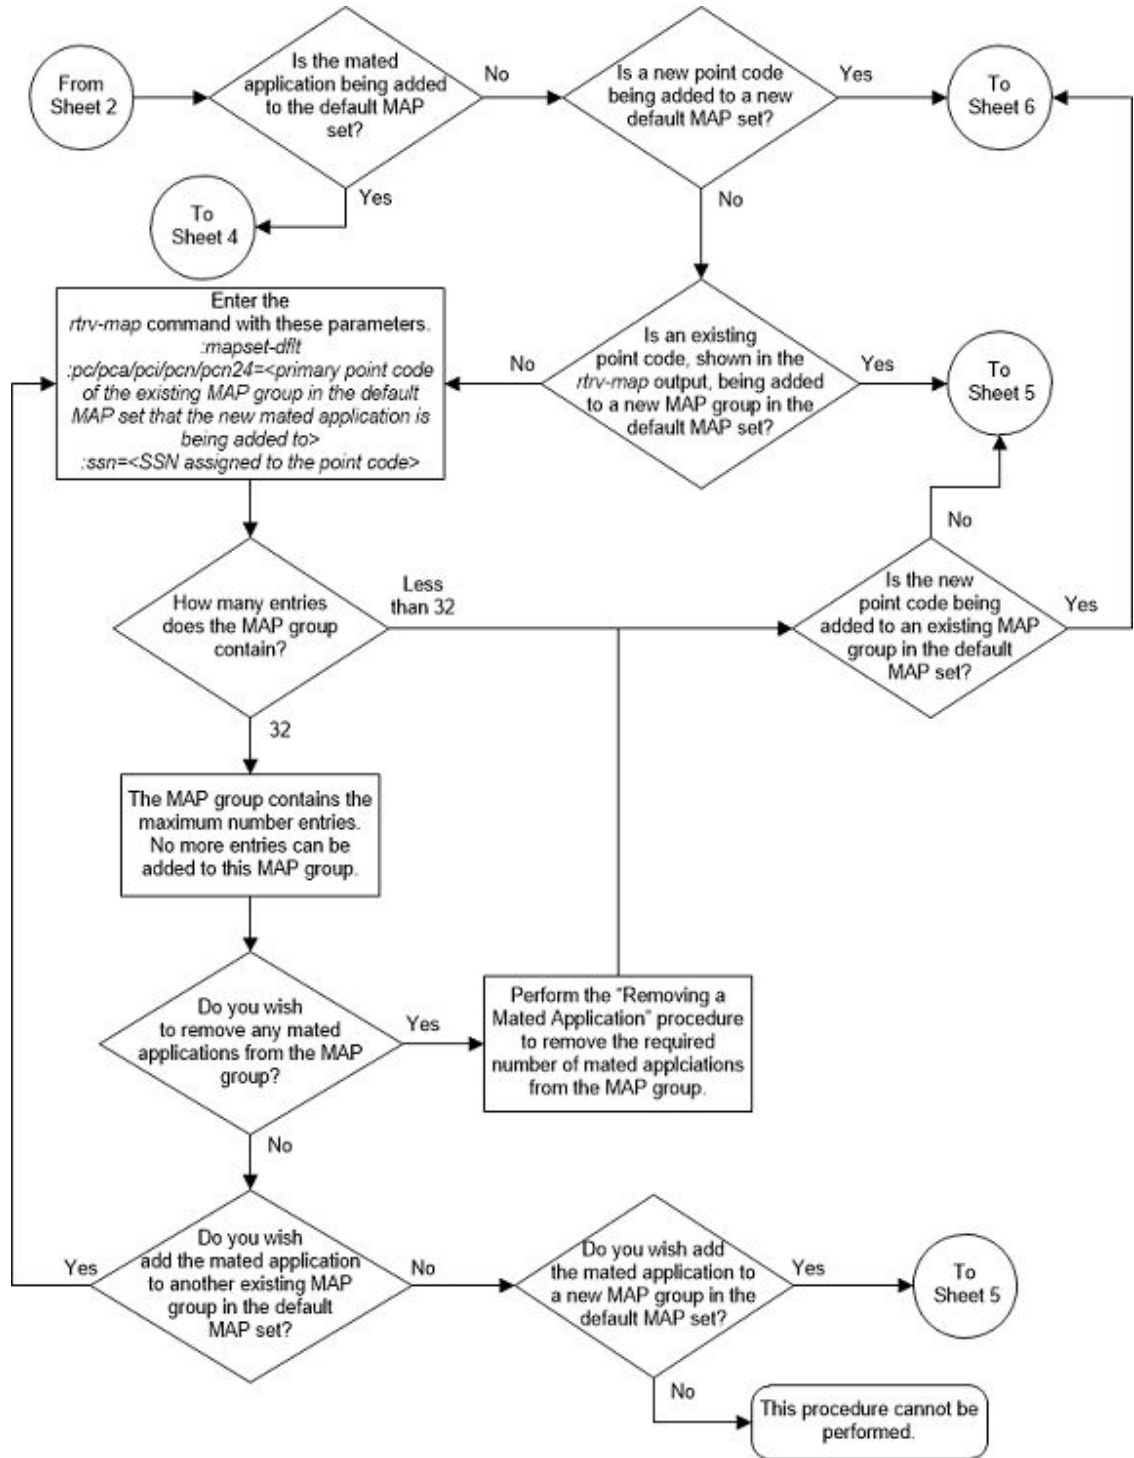 From
Sheet 2
Is the mated
application being added
to the default MAP
set?
No
Is a new point code
being added to a new
default MAP set?
Yes
To
Sheet 6
Yes
To
Sheet 4
No
Enter the
rtrv-map command with these parameters.
:mapset-dflt
:pc/pca/pci/pcn/pcn24=<primary point code
of the existing MAP group in the default
MAP set that the new mated application is
being added to>
:ssn=<SSN assigned to the point code>
No
Is an existing
point code, shown in the
rtrv-map output, being added
to a new MAP group in the
default MAP set?
Yes
To
Sheet 5
No
How many entries
does the MAP group
contain?
Less
than 32
Is the new
point code being
added to an existing MAP
group in the default
MAP set?
Yes
32
The MAP group contains the
maximum number entries.
No more entries can be
added to this MAP group.
Do you wish
to remove any mated
applications from the MAP
group?
Yes
Perform the "Removing a
Mated Application" procedure
to remove the required
number of mated applciations
from the MAP group.
No
Yes
Do you wish
add the mated application
to another existing MAP
group in the default
MAP set?
No
Do you wish add
the mated application to
a new MAP group in the
default MAP set?
Yes
To
Sheet 5
No
This procedure cannot be
performed.